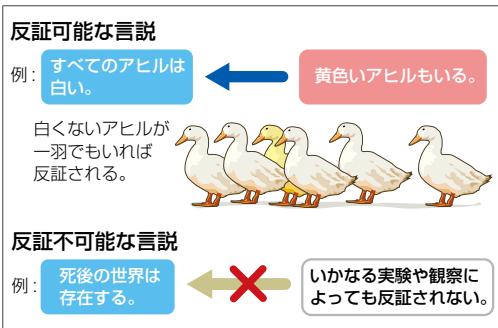 反証可能な言説
例：
すべてのアヒルは
白い。
黄色いアヒルもいる。
白くないアヒルが
一羽でもいれば
反証される。
反証不可能な言説
例：
死後の世界は
存在する。
いかなる実験や観察に
よっても反証されない。